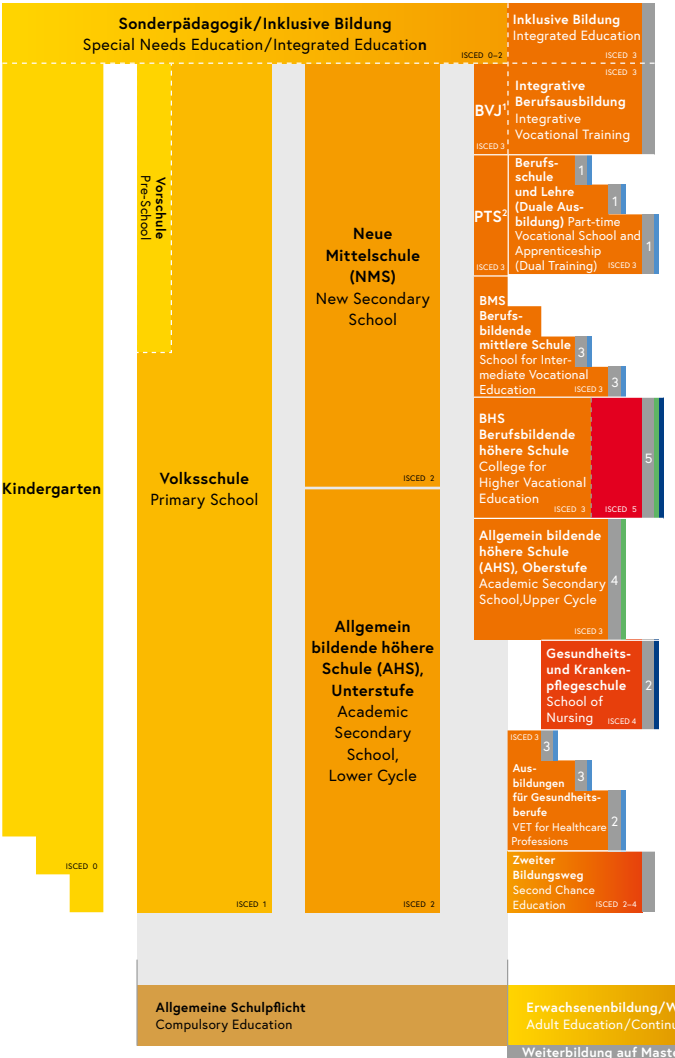 Sonderpädagogik/Inklusive Bildung
Special Needs Education/Integrated Education
ISCED 0–2
Inklusive Bildung
Integrated Education
ISCED 3
Kindergarten
ISCED 0
Vorschule
Pre-School
Volksschule
Primary School
ISCED 1
Neue
Mittelschule
(NMS)
New Secondary
School
ISCED 2
Allgemein
bildende höhere
Schule (AHS),
Unterstufe
Academic
Secondary
School,
Lower Cycle
ISCED 2
BVJ¹
ISCED 3
ISCED 3
Integrative
Berufsausbildung
Integrative
Vocational Training
PTS²
ISCED 3
Berufs-
schule
und Lehre
(Duale Aus-
bildung) Part-time
Vocational School and
Apprenticeship
(Dual Training)
ISCED 3
1
1
1
BMS
Berufs-
bildende
mittlere Schule
School for Inter-
mediate Vocational
Education
ISCED 3
3
3
BHS
Berufsbildende
höhere Schule
College for
Higher Vacational
Education
ISCED 3
ISCED 5
5
Allgemein bildende
höhere Schule
(AHS), Oberstufe
Academic Secondary
School,Upper Cycle
ISCED 3
4
Gesundheits-
und Kranken-
pflegeschule
School of
Nursing
ISCED 4
2
ISCED 3
3
Aus-
bildungen
für Gesundheits-
berufe
VET for Healthcare
Professions
3
2
Zweiter
Bildungsweg
Second Chance
Education
ISCED 2–4
Allgemeine Schulpflicht
Compulsory Education
Erwachsenenbildung/W
Adult Education/Continu
Weiterbildung auf Maste